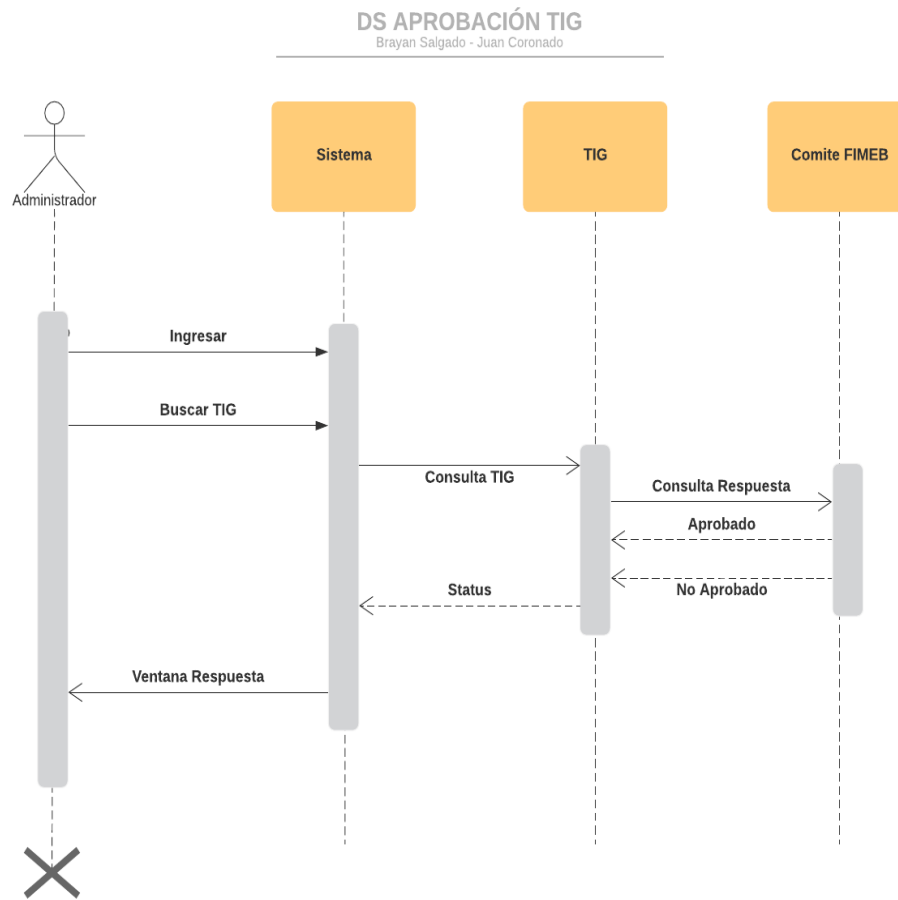 DS APROBACIÓN TIG
Brayan Salgado - Juan Coronado
Sistema
TIG
Comite FIMEB
Administrador
Ingresar
Buscar TIG
Consulta TIG
Consulta Respuesta
Aprobado
No Aprobado
Status
Ventana Respuesta